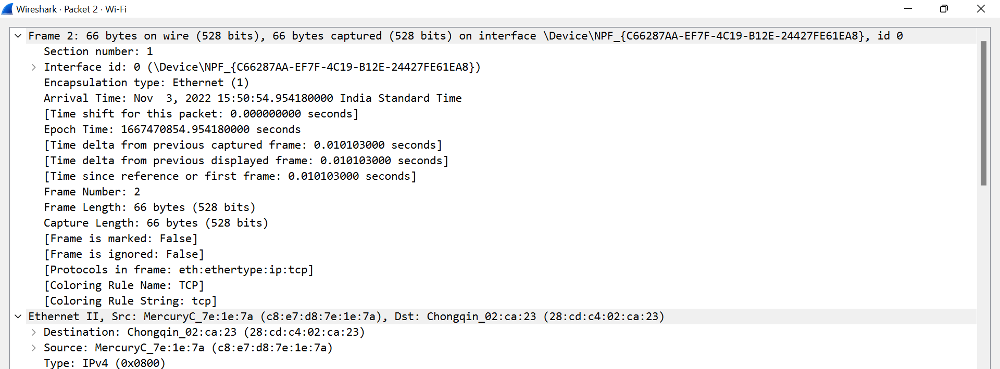 Wireshark · Packet 2 · Wi-Fi
Frame 2: 66 bytes on wire (528 bits), 66 bytes captured (528 bits) on interface \Device\NPF_{C66287AA-EF7F-4C19-B12E-24427FE61EA8}, id 0
Section number: 1
Interface id: 0 (\Device\NPF_{C66287AA-EF7F-4C19-B12E-24427FE61EA8})
Encapsulation type: Ethernet (1)
Arrival Time: Nov  3, 2022 15:50:54.954180000 India Standard Time
[Time shift for this packet: 0.000000000 seconds]
Epoch Time: 1667470854.954180000 seconds
[Time delta from previous captured frame: 0.010103000 seconds]
[Time delta from previous displayed frame: 0.010103000 seconds]
[Time since reference or first frame: 0.010103000 seconds]
Frame Number: 2
Frame Length: 66 bytes (528 bits)
Capture Length: 66 bytes (528 bits)
[Frame is marked: False]
[Frame is ignored: False]
[Protocols in frame: eth:ethertype:ip:tcp]
[Coloring Rule Name: TCP]
[Coloring Rule String: tcp]
Ethernet II, Src: MercuryC_7e:1e:7a (c8:e7:d8:7e:1e:7a), Dst: Chongqin_02:ca:23 (28:cd:c4:02:ca:23)
Destination: Chongqin_02:ca:23 (28:cd:c4:02:ca:23)
Source: MercuryC_7e:1e:7a (c8:e7:d8:7e:1e:7a)
Type: IPv4 (0x0800)